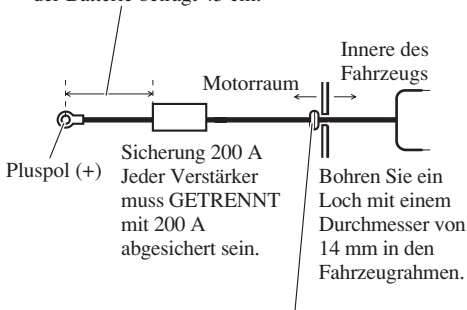 der Batterie beträgt 45 cm.
Innere des
Fahrzeugs
Motorraum
Pluspol (+)
Sicherung 200 A
Jeder Verstärker
muss GETRENNT
mit 200 A
abgesichert sein.
Bohren Sie ein
Loch mit einem
Durchmesser von
14 mm in den
Fahrzeugrahmen.